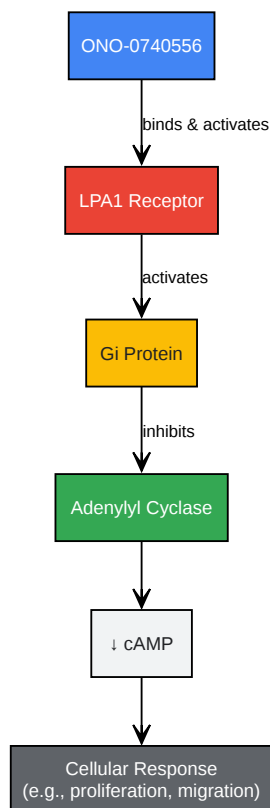 ONO-0740556
binds & activates
LPA1 Receptor
activates
Gi Protein
inhibits
Adenylyl Cyclase
↓ cAMP
Cellular Response
(e.g., proliferation, migration)